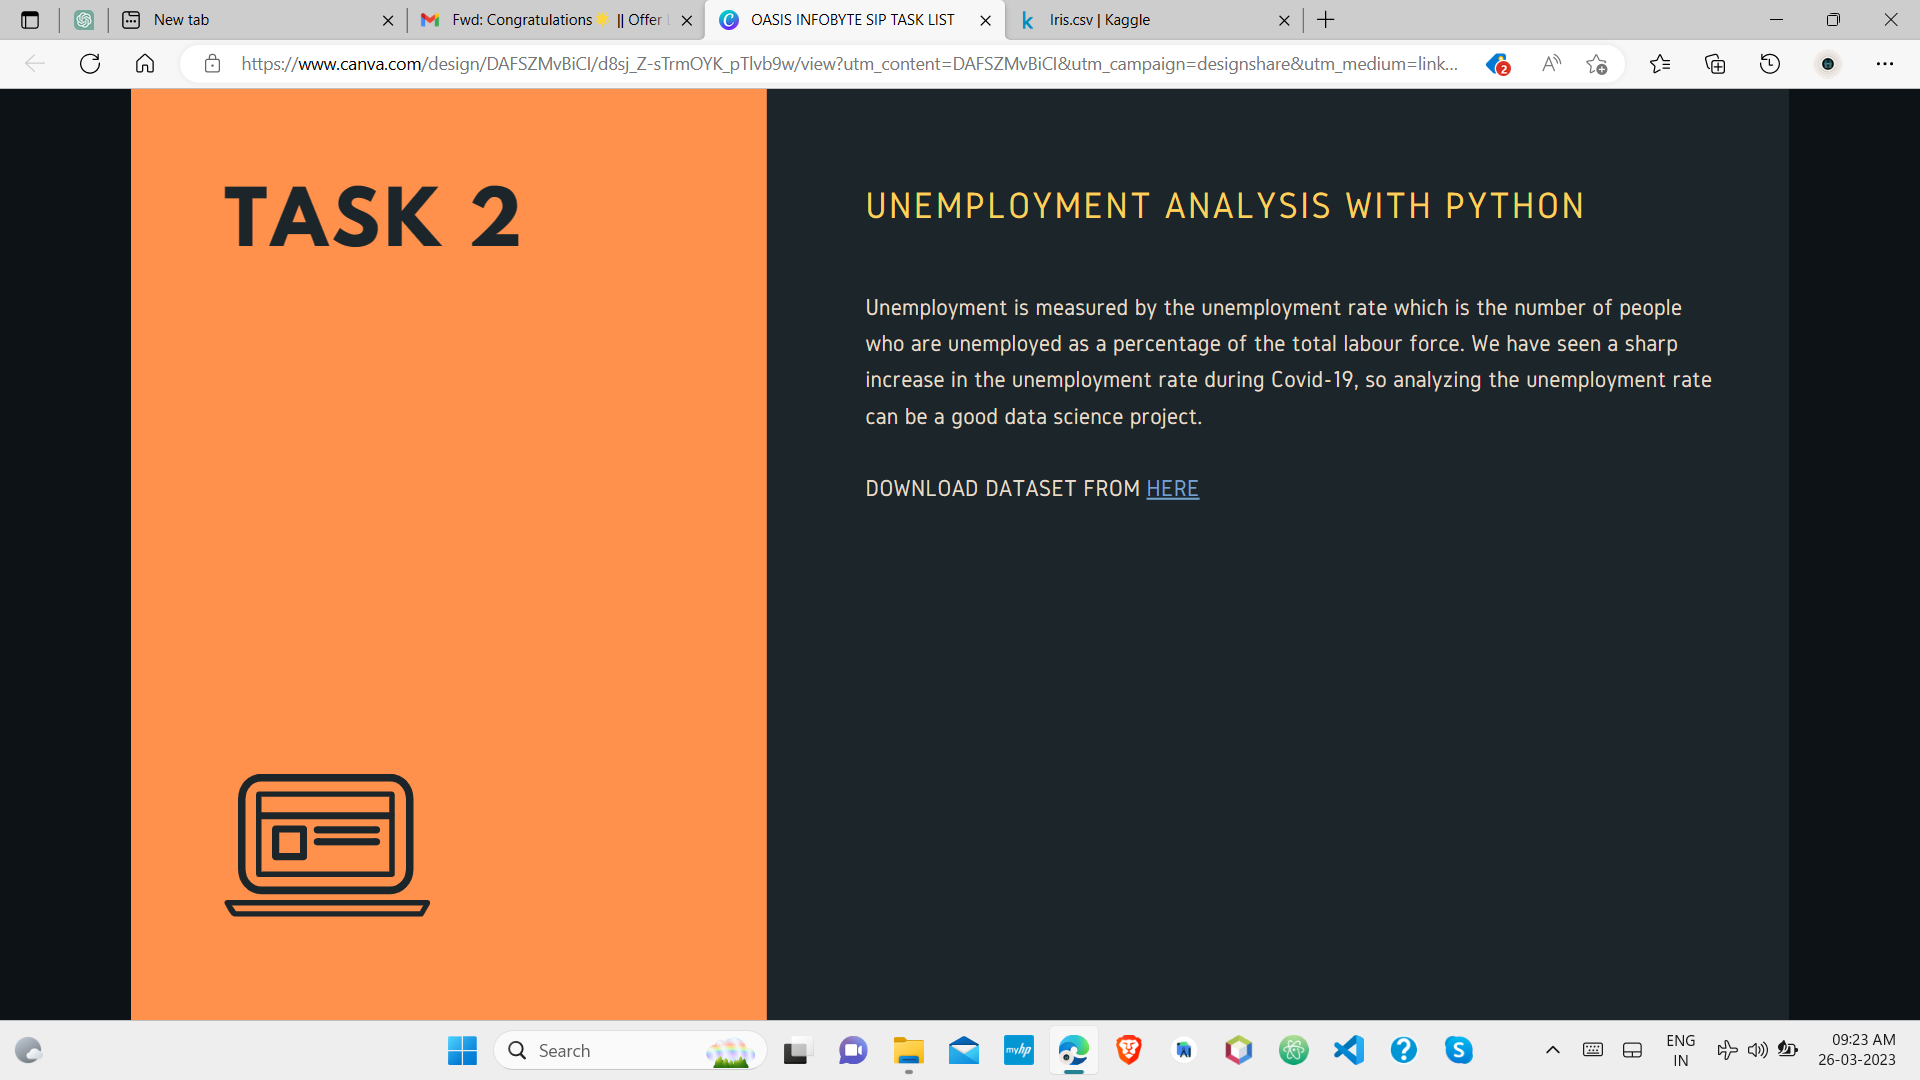 New tab
Fwd: Congratulations🌟 || Offer
OASIS INFOBYTE SIP TASK LIST
Iris.csv | Kaggle
https://www.canva.com/design/DAFSZMvBiCI/d8sj_Z-sTrmOYK_pTlvb9w/view?utm_content=DAFSZMvBiCI&utm_campaign=designshare&utm_medium=link...
2
TASK 2
UNEMPLOYMENT ANALYSIS WITH PYTHON
Unemployment is measured by the unemployment rate which is the number of people
who are unemployed as a percentage of the total labour force. We have seen a sharp
increase in the unemployment rate during Covid-19, so analyzing the unemployment rate
can be a good data science project.
DOWNLOAD DATASET FROM HERE
Search
myhp
ENG
IN
09:23 AM
26-03-2023